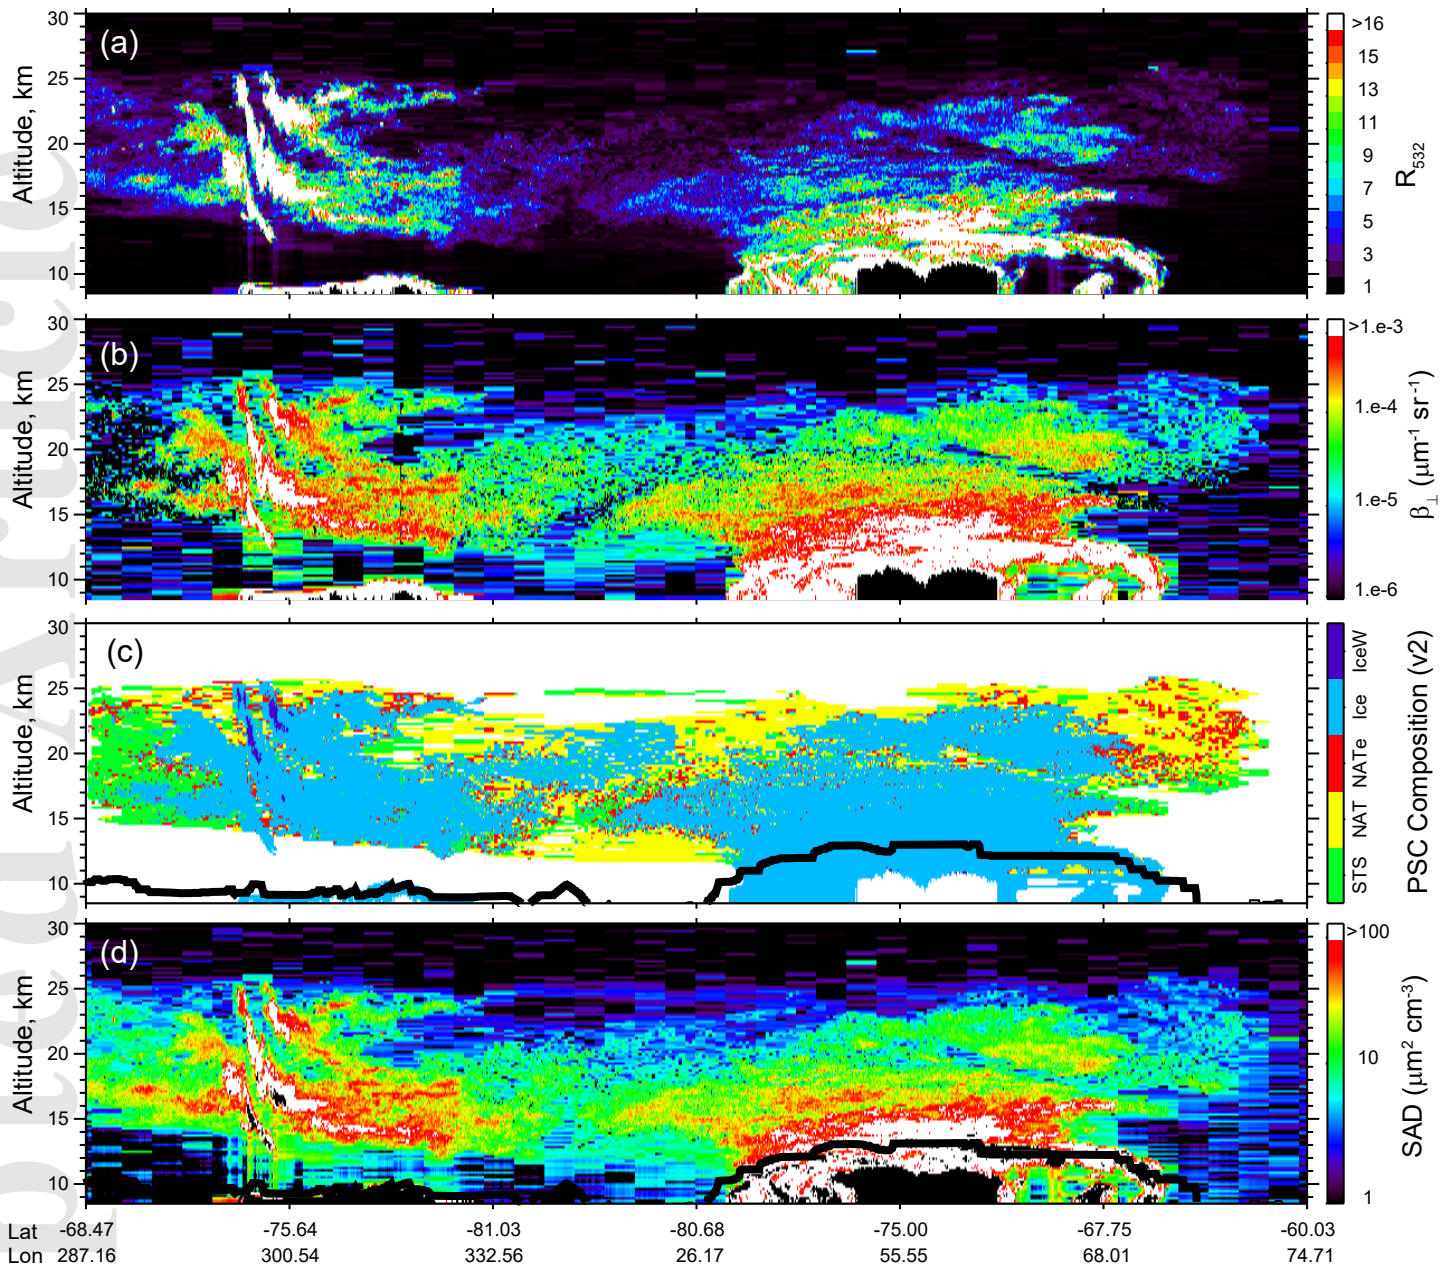 (a)
30
25
20
15
10
Altitude, km
>16
15
13
11
9
7
5
3
1
R532
(b)
30
25
20
15
10
Altitude, km
>1.e-3
1.e-4
1.e-5
1.e-6
β⊥ (μm-1 sr-1)
(c)
30
25
20
15
10
Altitude, km
STS NAT NATe Ice IceW
PSC Composition (v2)
(d)
30
25
20
15
10
Altitude, km
>100
10
1
SAD (μm2 cm-3)
Lat -68.47 -75.64 -81.03 -80.68 -75.00 -67.75 -60.03
Lon 287.16 300.54 332.56 26.17 55.55 68.01 74.71